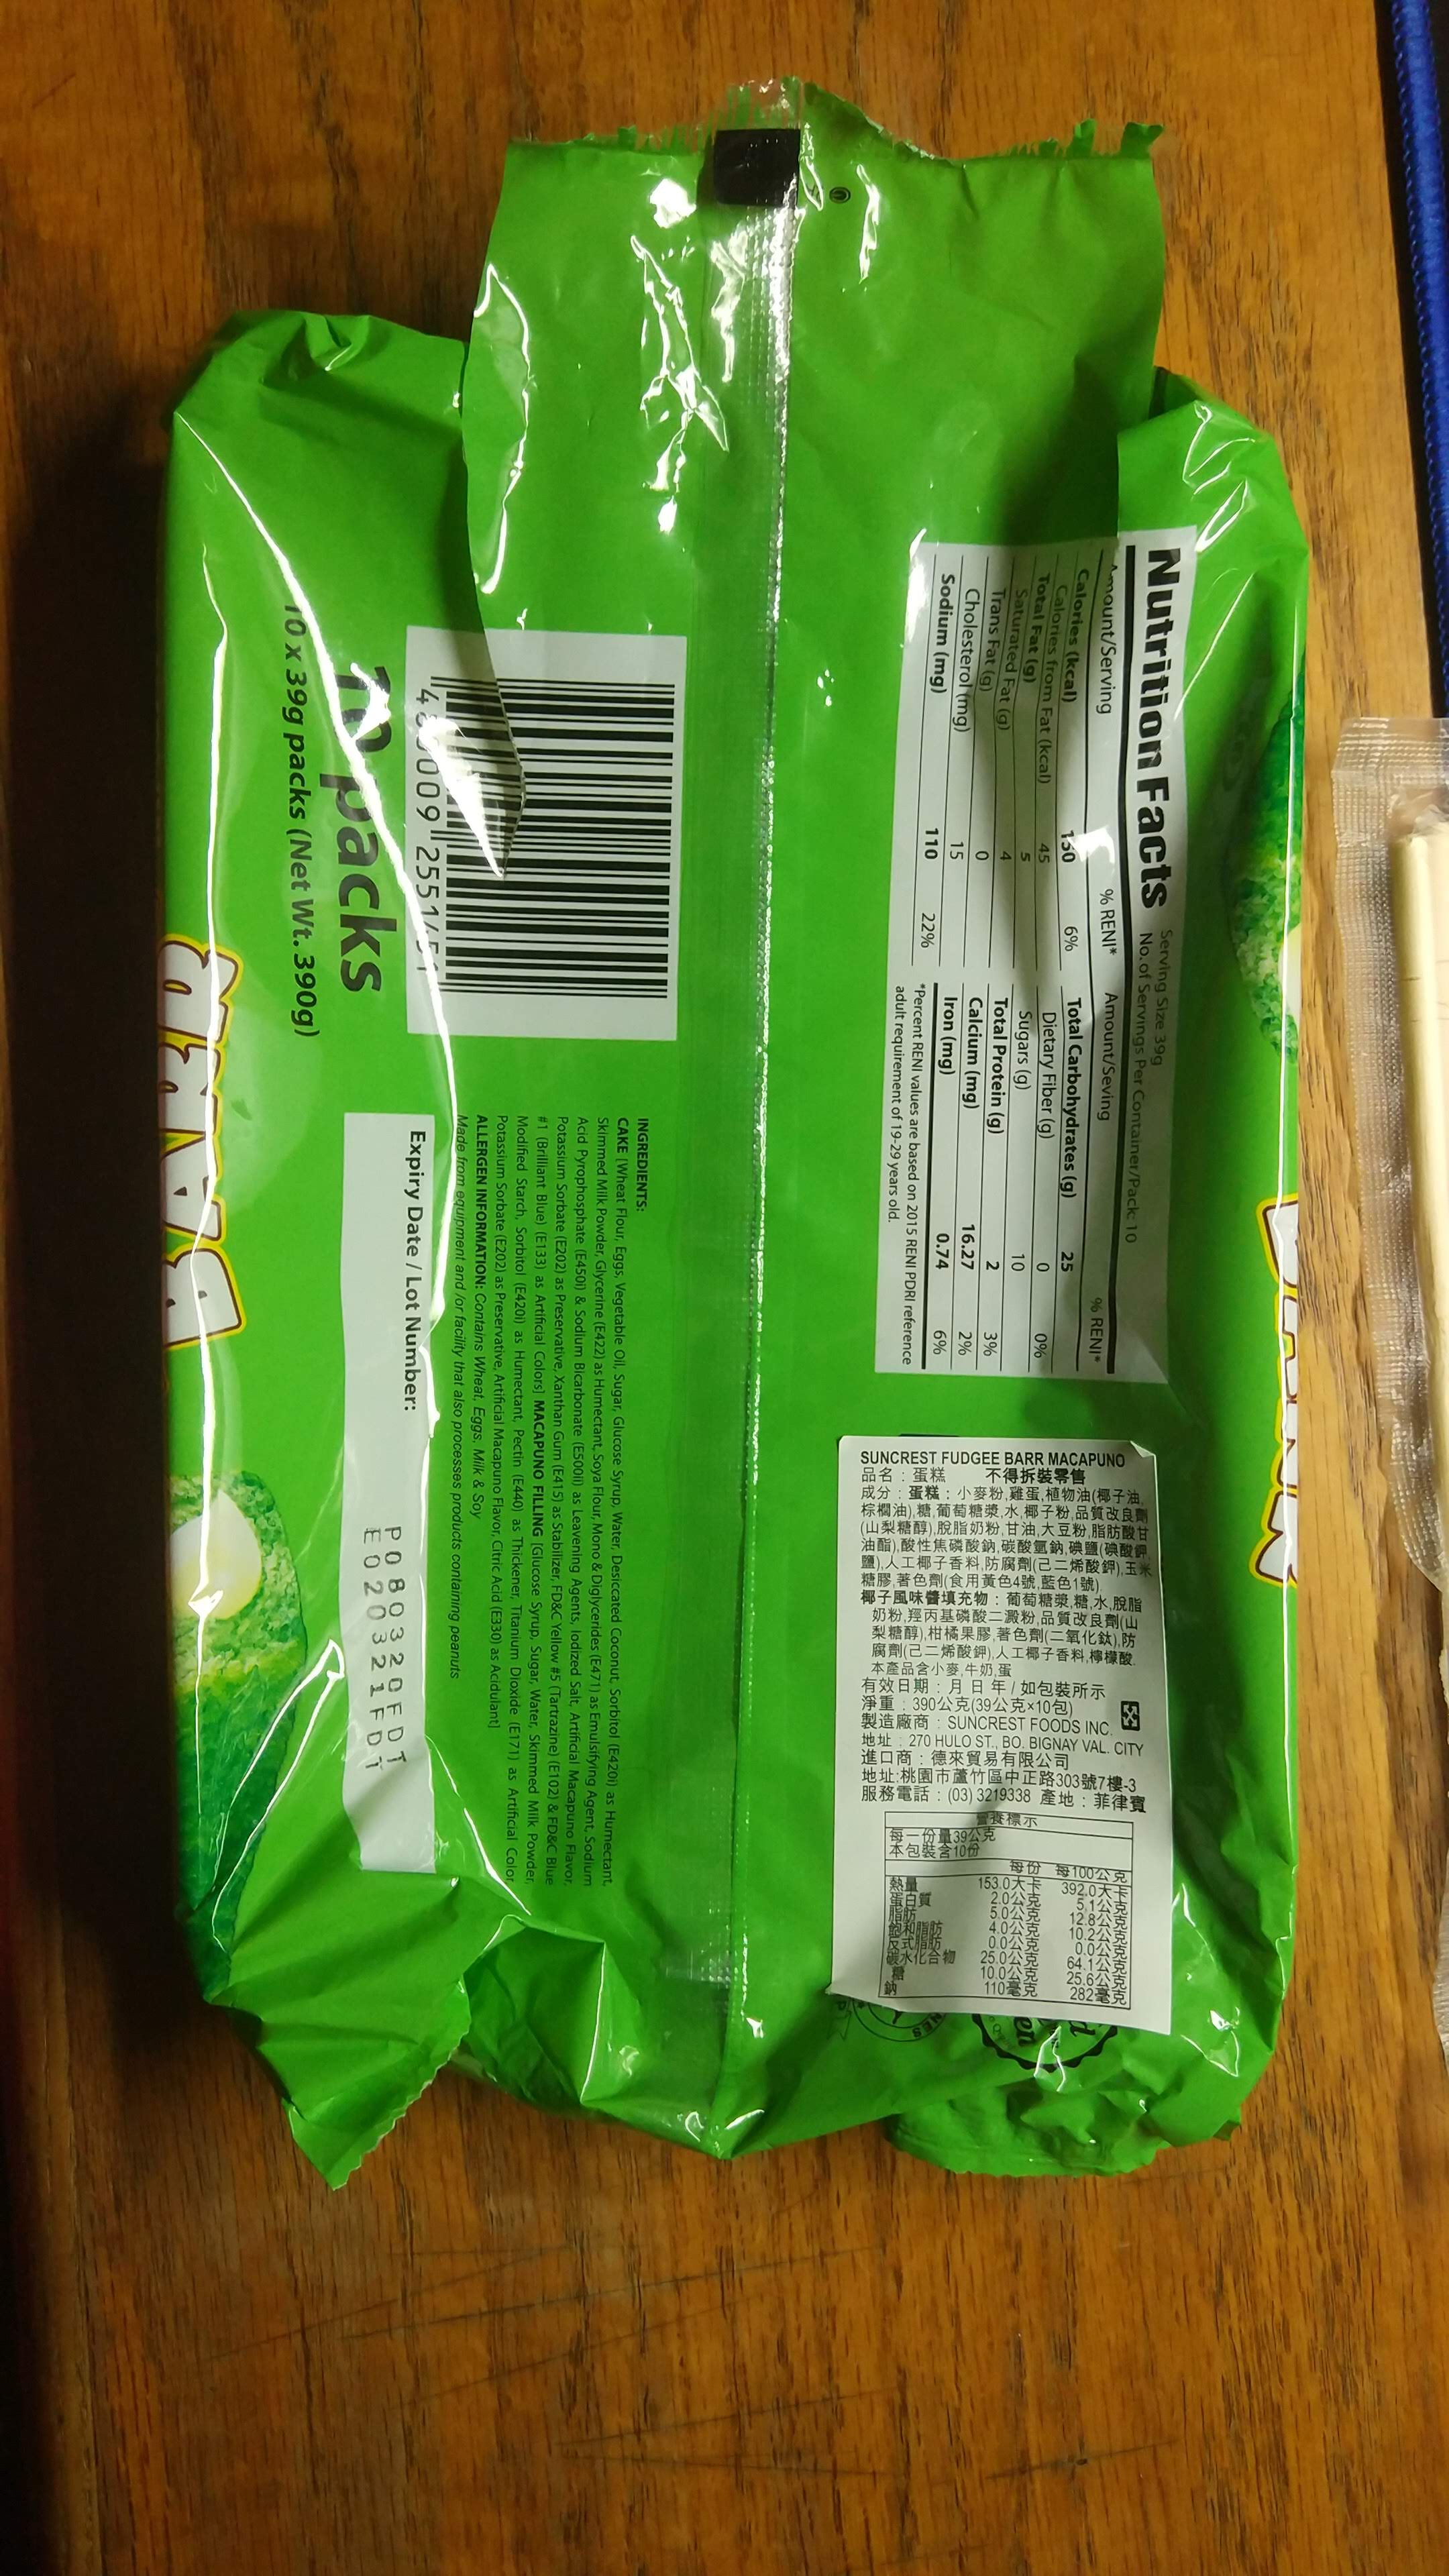 Nutrition Facts
Serving Size 39g
No. of Servings Per Container/Pack: 10
Amount/Serving % RENI* Amount/Seving % RENI*
Calories (kcal) 150 6%
Calories from Fat (kcal) 45
Total Fat (g) 5
Saturated Fat (g) 4
Trans Fat (g) 0
Cholesterol (mg) 15
Sodium (mg) 110 22%
Total Carbohydrates (g) 25
Dietary Fiber (g) 0 0%
Sugars (g) 10
Total Protein (g) 2 3%
Calcium (mg) 16.27 2%
Iron (mg) 0.74 6%
*Percent RENI values are based on 2015 RENI PDRI reference
adult requirement of 19-29 years old.
SUNCREST FUDGEE BARR MACAPUNO
品名：蛋糕 不得拆裝零售
成分：蛋糕：小麥粉,雞蛋,植物油(椰子油,
棕櫚油),糖,葡萄糖漿,水,椰子粉,品質改良劑
(山梨糖醇),脫脂奶粉,甘油,大豆粉,脂肪酸甘
油酯),酸性焦磷酸鈉,碳酸氫鈉,碘鹽(碘酸鉀,
鹽),人工椰子香料,防腐劑(己二烯酸鉀),玉米
糖膠,著色劑(食用黃色4號,藍色1號).
椰子風味醬填充物：葡萄糖漿,糖,水,脫脂
奶粉,羥丙基磷酸二澱粉,品質改良劑(山
梨糖醇),柑橘果膠,著色劑(二氧化鈦),防
腐劑(己二烯酸鉀),人工椰子香料,檸檬酸.
本產品含小麥,牛奶,蛋
有效日期：月 日 年 / 如包裝所示
淨重：390公克(39公克×10包)
製造廠商：SUNCREST FOODS INC.
地址：270 HULO ST., BO. BIGNAY VAL. CITY
進口商：德來貿易有限公司
地址:桃園市蘆竹區中正路303號7樓-3
服務電話：(03) 3219338 產地：菲律賓
營養標示
每一份量39公克
本包裝含10份
每份 每100公克
熱量 153.0大卡 392.0大卡
蛋白質 2.0公克 5.1公克
脂肪 5.0公克 12.8公克
飽和脂肪 4.0公克 10.2公克
反式脂肪 0.0公克 0.0公克
碳水化合物 25.0公克 64.1公克
糖 10.0公克 25.6公克
鈉 110毫克 282毫克
INGREDIENTS:
CAKE [Wheat Flour, Eggs, Vegetable Oil, Sugar, Glucose Syrup, Water, Desiccated Coconut, Sorbitol (E420i) as Humectant,
Skimmed Milk Powder, Glycerine (E422) as Humectant, Soya Flour, Mono & Diglycerides (E471) as Emulsifying Agent, Sodium
Acid Pyrophosphate (E450i) & Sodium Bicarbonate (E500ii) as Leavening Agents, Iodized Salt, Artificial Macapuno Flavor,
Potassium Sorbate (E202) as Preservative, Xanthan Gum (E415) as Stabilizer, FD&C Yellow #5 (Tartrazine) (E102) & FD&C Blue
#1 (Brilliant Blue) (E133) as Artificial Colors] MACAPUNO FILLING [Glucose Syrup, Sugar, Water, Skimmed Milk Powder,
Modified Starch, Sorbitol (E420i) as Humectant, Pectin (E440) as Thickener, Titanium Dioxide (E171) as Artificial Color,
Potassium Sorbate (E202) as Preservative, Artificial Macapuno Flavor, Citric Acid (E330) as Acidulant]
ALLERGEN INFORMATION: Contains Wheat, Eggs, Milk & Soy
Made from equipment and /or facility that also processes products containing peanuts
Expiry Date / Lot Number:
P080320FDT
E020321FDT
10 packs
10 x 39g packs (Net Wt. 390g)
BARR